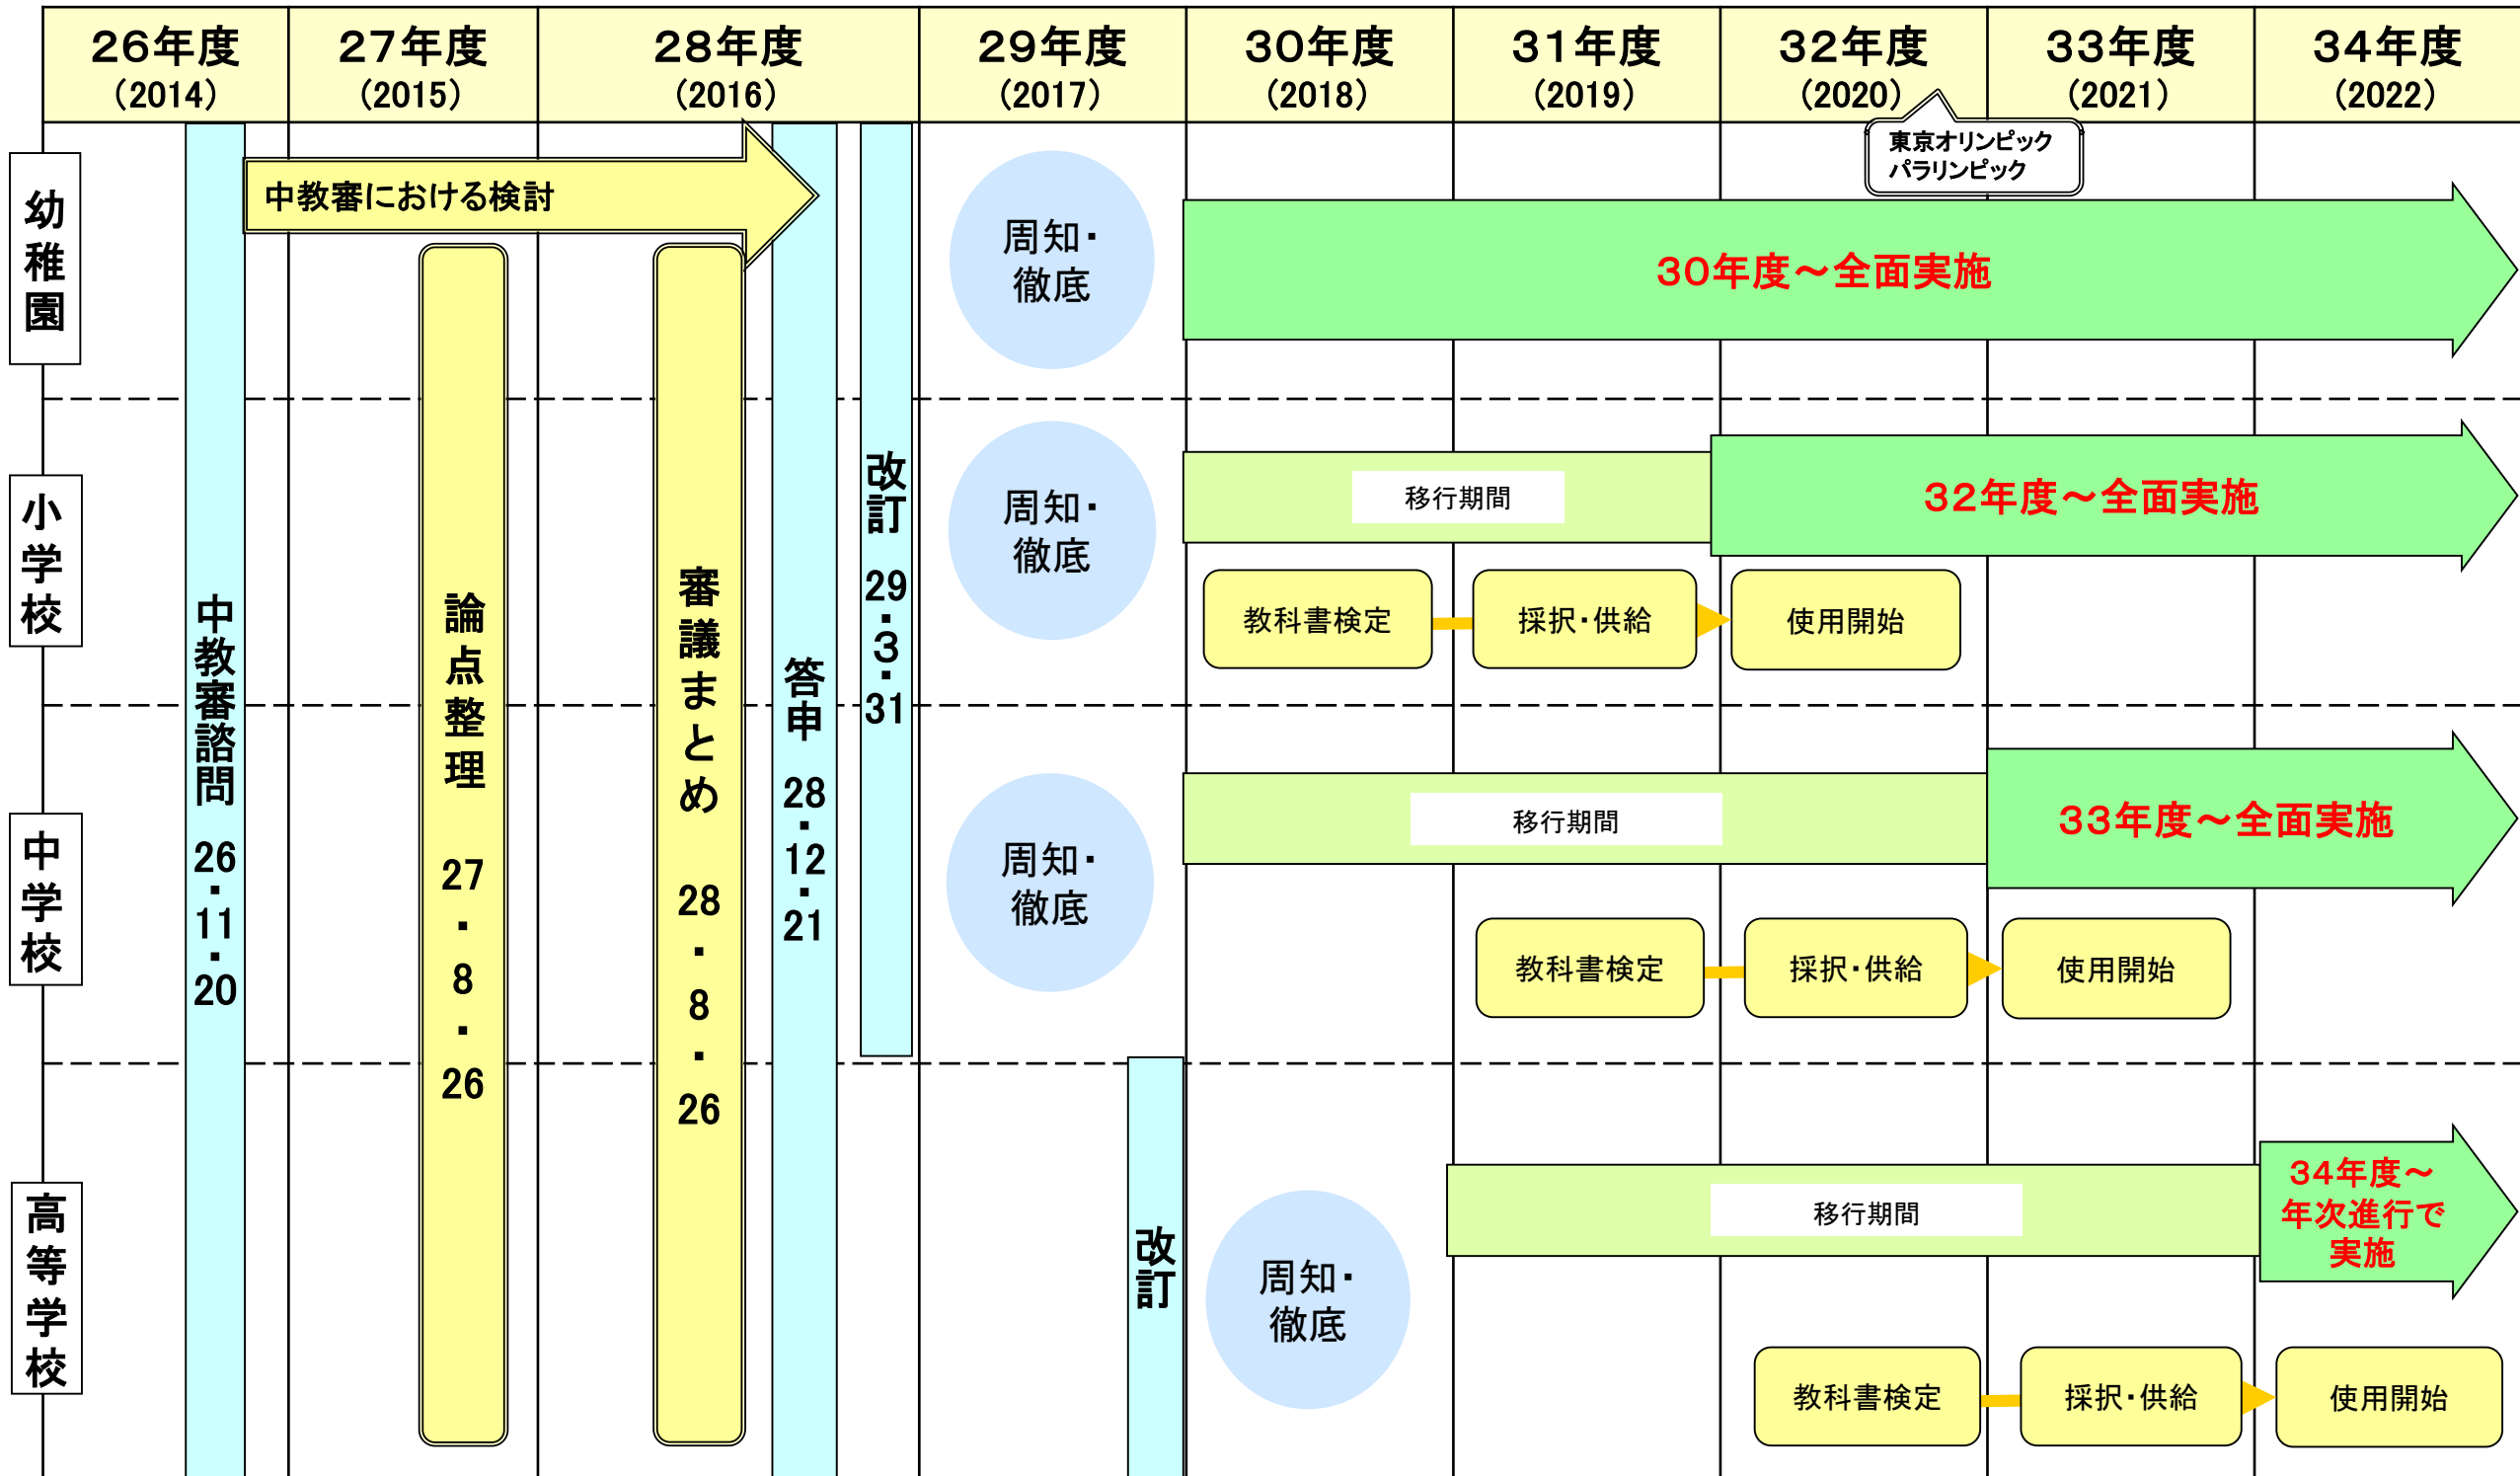 26年度
(2014)
27年度
(2015)
28年度
(2016)
29年度
(2017)
30年度
(2018)
31年度
(2019)
32年度
(2020)
33年度
(2021)
34年度
(2022)
東京オリンピック
パラリンピック
幼稚園
小学校
中学校
高等学校
中教審諮問 26・11・20
中教審における検討
論点整理 27・8・26
審議まとめ 28・8・26
答申 28・12・21
改訂 29・3・31
周知・
徹底
30年度～全面実施
周知・
徹底
移行期間
32年度～全面実施
教科書検定
採択・供給
使用開始
周知・
徹底
移行期間
33年度～全面実施
教科書検定
採択・供給
使用開始
改訂
周知・
徹底
移行期間
34年度～
年次進行で
実施
教科書検定
採択・供給
使用開始